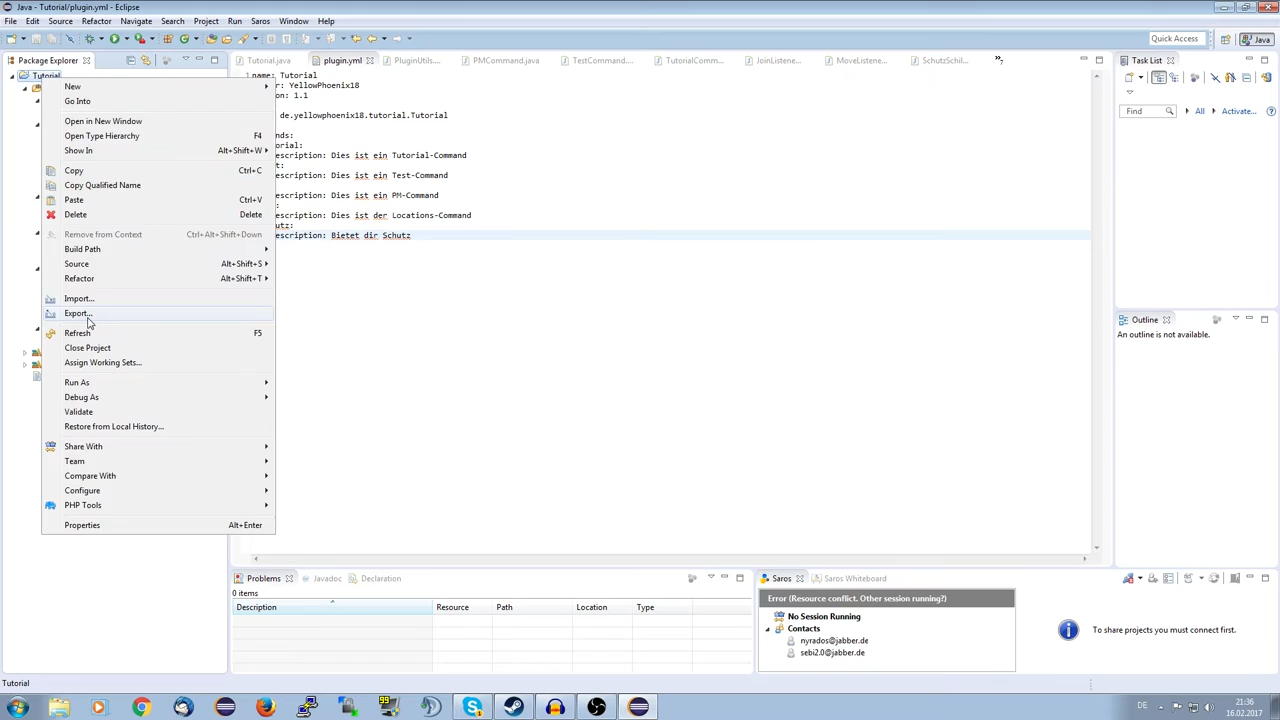 Java - Tutorial/plugin.yml - Eclipse
File Edit Refactor Navigate Search Project Run Saros Window Help
Quick Access
Java
Package Explorer
Tutorial.java
plugin.yml
PluginUtils....
PMCommand.java
TestCommand....
TutorialComm...
JoinListene...
MoveListene...
SchutzSchil...
Task List
Find
All
Activate...
Outline
An outline is not available.
Tutorial
name: Tutorial
or: YellowPhoenix18
on: 1.1
de.yellowphoenix18.tutorial.Tutorial
nds:
orial:
escription: Dies ist ein Tutorial-Command
t:
escription: Dies ist ein Test-Command
escription: Dies ist ein PM-Command
:
escription: Dies ist der Locations-Command
utz:
escription: Bietet dir Schutz
New
Go Into
Open in New Window
Open Type Hierarchy F4
Show In Alt+Shift+W
Copy Ctrl+C
Copy Qualified Name
Paste Ctrl+V
Delete Delete
Remove from Context Ctrl+Alt+Shift+Down
Build Path
Source Alt+Shift+S
Refactor Alt+Shift+T
Import...
Export...
Refresh F5
Close Project
Assign Working Sets...
Run As
Debug As
Validate
Restore from Local History...
Share With
Team
Compare With
Configure
PHP Tools
Properties Alt+Enter
Problems
Javadoc
Declaration
0 items
Description Resource Path Location Type
Saros
Saros Whiteboard
Error (Resource conflict. Other session running?)
No Session Running
Contacts
nyrados@jabber.de
sebi2.0@jabber.de
To share projects you must connect first.
Tutorial
99
DE
21:36
16.02.2017